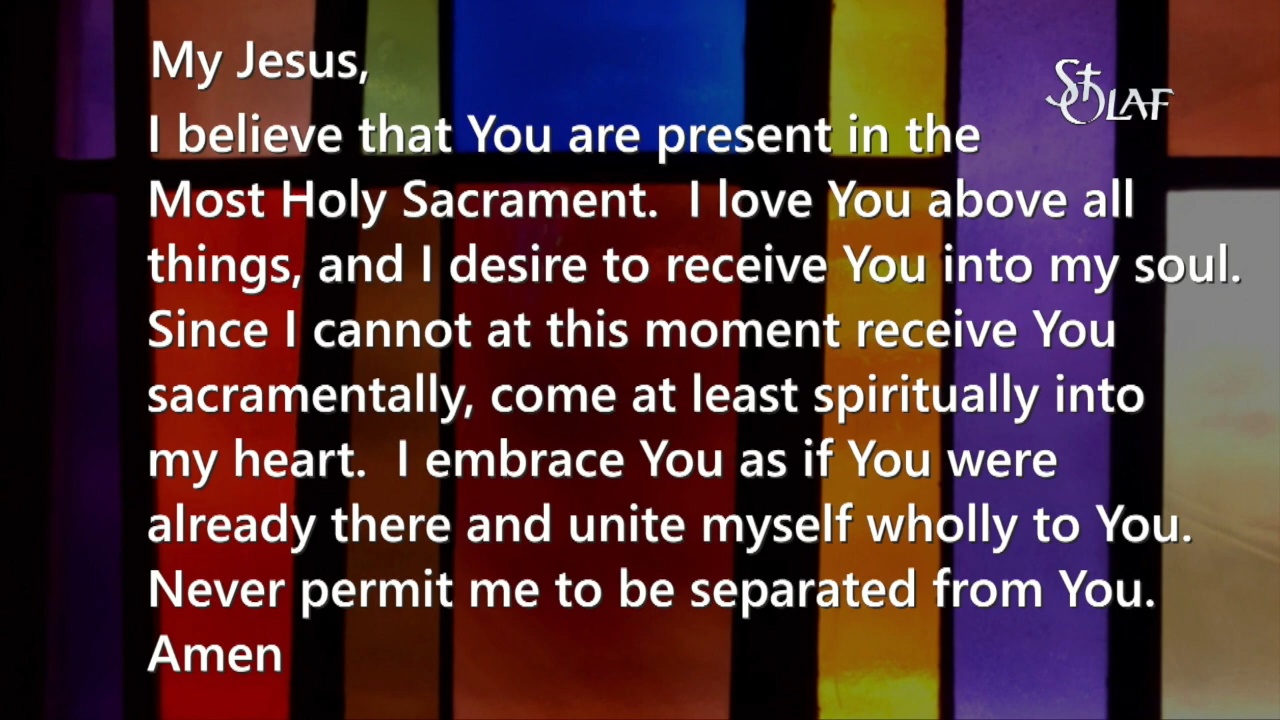 My Jesus,
St OLAF
I believe that You are present in the
Most Holy Sacrament.  I love You above all
things, and I desire to receive You into my soul.
Since I cannot at this moment receive You
sacramentally, come at least spiritually into
my heart.  I embrace You as if You were
already there and unite myself wholly to You.
Never permit me to be separated from You.
Amen